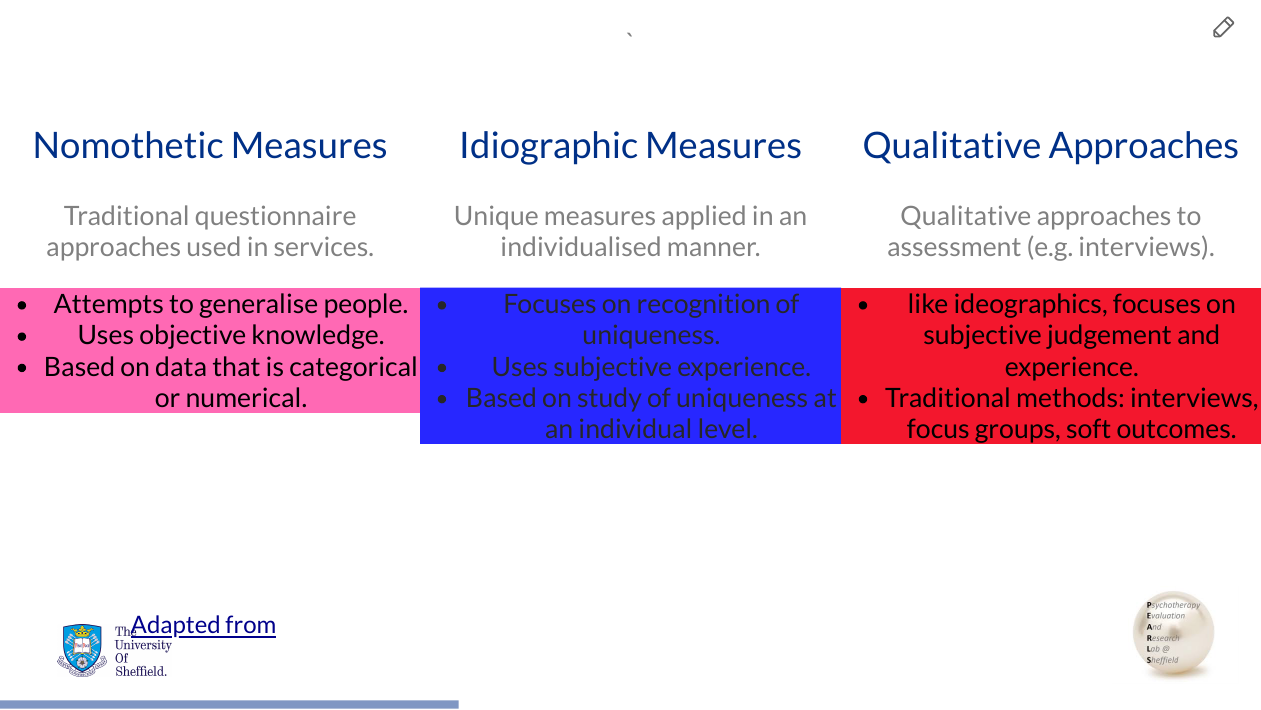 `
Nomothetic Measures
Traditional questionnaire
approaches used in services.
• Attempts to generalise people.
• Uses objective knowledge.
• Based on data that is categorical
or numerical.
Idiographic Measures
Unique measures applied in an
individualised manner.
• Focuses on recognition of
uniqueness.
• Uses subjective experience.
• Based on study of uniqueness at
an individual level.
Qualitative Approaches
Qualitative approaches to
assessment (e.g. interviews).
• like ideographics, focuses on
subjective judgement and
experience.
• Traditional methods: interviews,
focus groups, soft outcomes.
Adapted from
The
University
Of
Sheffield.
Psychotherapy
Evaluation
And
Research
Lab @
Sheffield